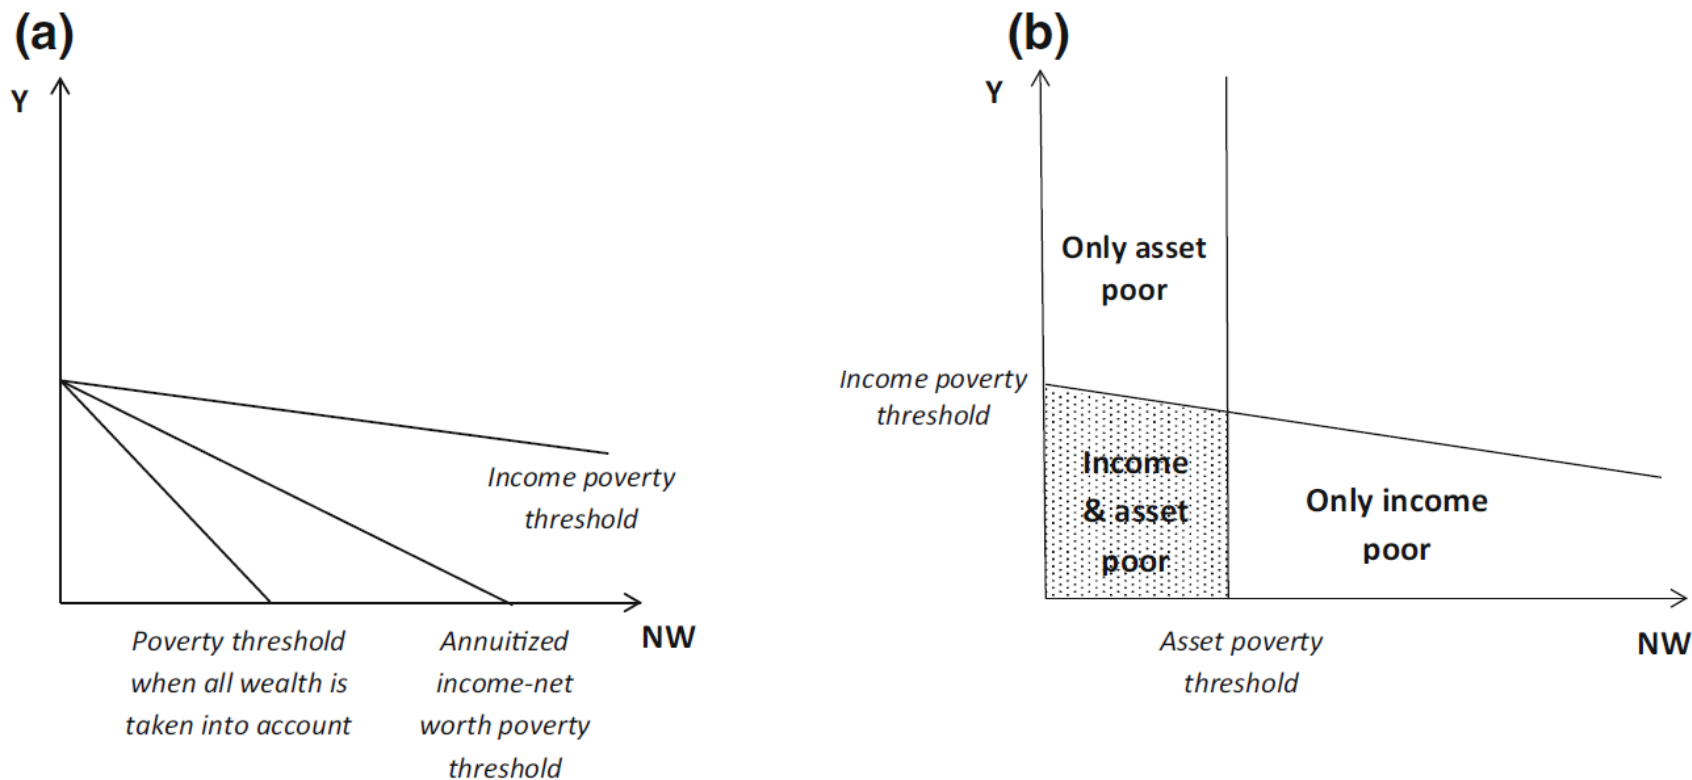 (a)
Y
Income poverty
threshold
NW
Poverty threshold
when all wealth is
taken into account
Annuitized
income-net
worth poverty
threshold
(b)
Y
Only asset
poor
Income poverty
threshold
Income
& asset
poor
Only income
poor
Asset poverty
threshold
NW